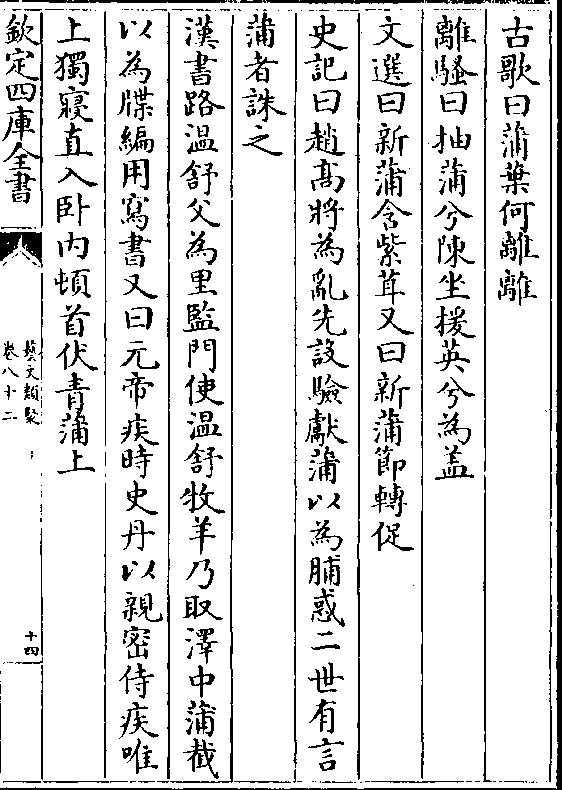 古歌曰蒲葉何離離
離騷曰抽蒲兮陳坐援英兮為盖
文選曰新蒲含紫茸又曰新蒲節轉促
史記曰趙髙將為亂先設驗獻蒲以為脯惑二世有言
蒲者誅之
漢書路温舒父為里監門使温舒牧羊乃取澤中蒲截
以為牒編用寫書又曰元帝疾時史丹以親密侍疾唯
上獨寢直入卧内頓首伏青蒲上
欽定四庫全書
藝文類聚
卷八十二
十四